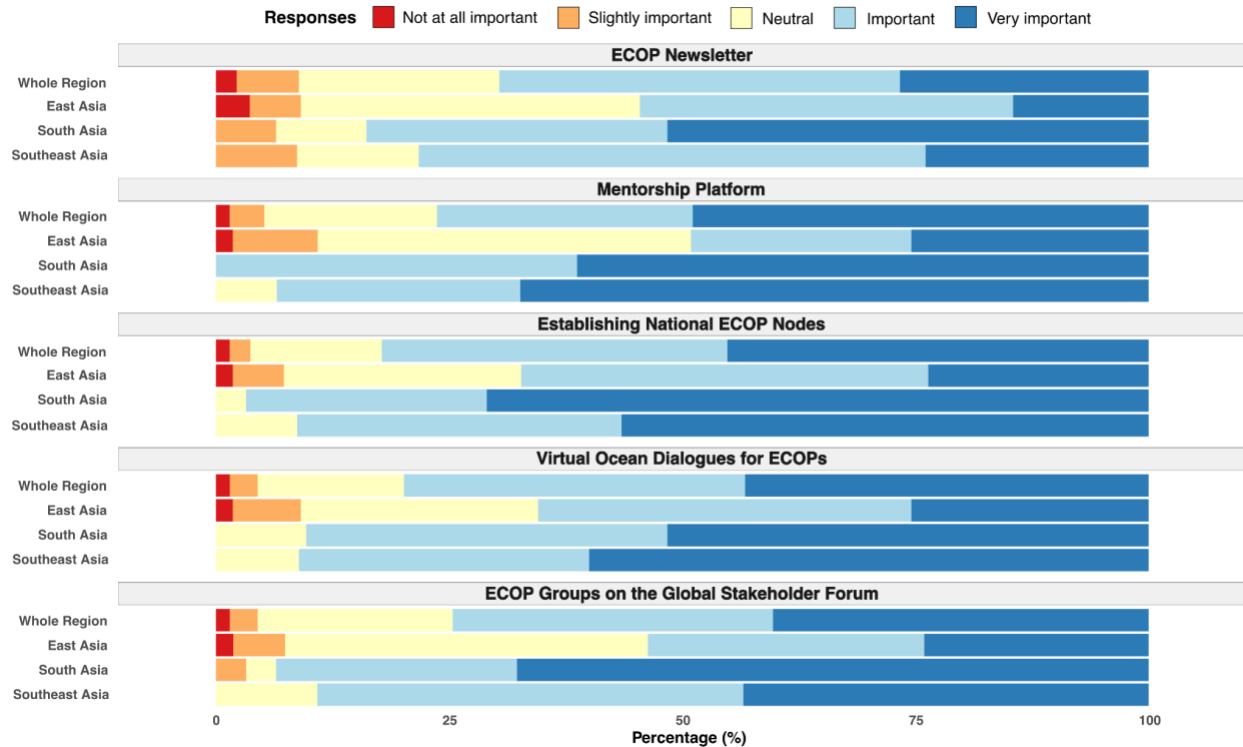 Responses Not at all important Slightly important Neutral Important Very important
ECOP Newsletter
Whole Region
East Asia
South Asia
Southeast Asia
Mentorship Platform
Whole Region
East Asia
South Asia
Southeast Asia
Establishing National ECOP Nodes
Whole Region
East Asia
South Asia
Southeast Asia
Virtual Ocean Dialogues for ECOPs
Whole Region
East Asia
South Asia
Southeast Asia
ECOP Groups on the Global Stakeholder Forum
Whole Region
East Asia
South Asia
Southeast Asia
0 25 50 75 100
Percentage (%)